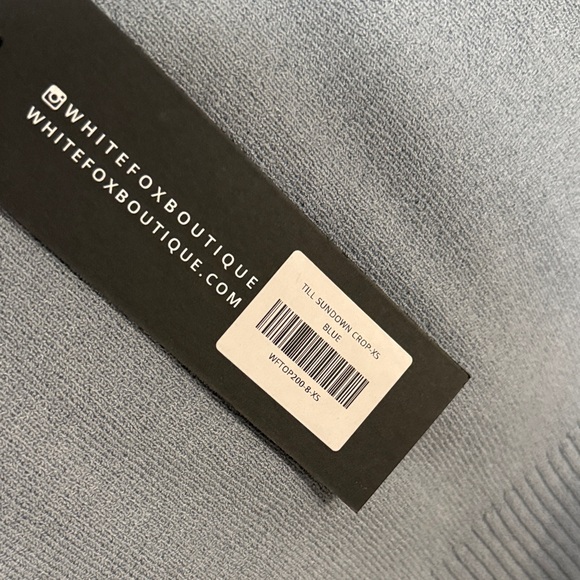 WHITEFOXBOUTIQUE
WHITEFOXBOUTIQUE.COM
TILL SUNDOWN CROP-XS
BLUE
WFTOP200-8-XS